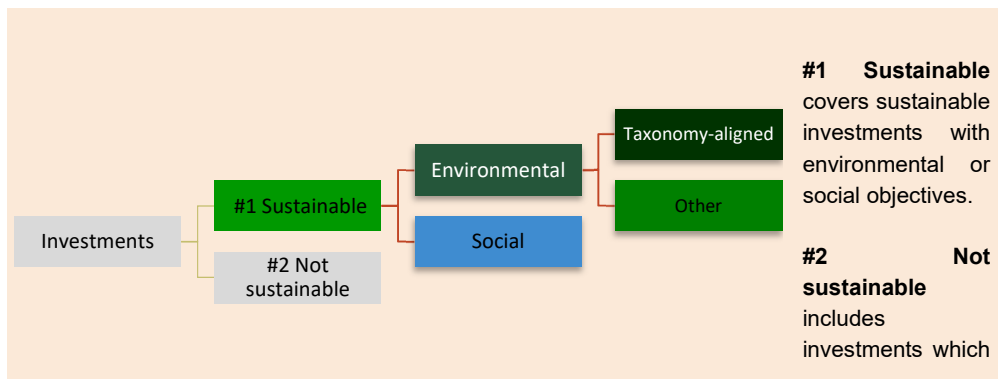 Investments
#1 Sustainable
#2 Not
sustainable
Environmental
Social
Taxonomy-aligned
Other
#1 Sustainable
covers sustainable
investments with
environmental or
social objectives.
#2 Not
sustainable
includes
investments which